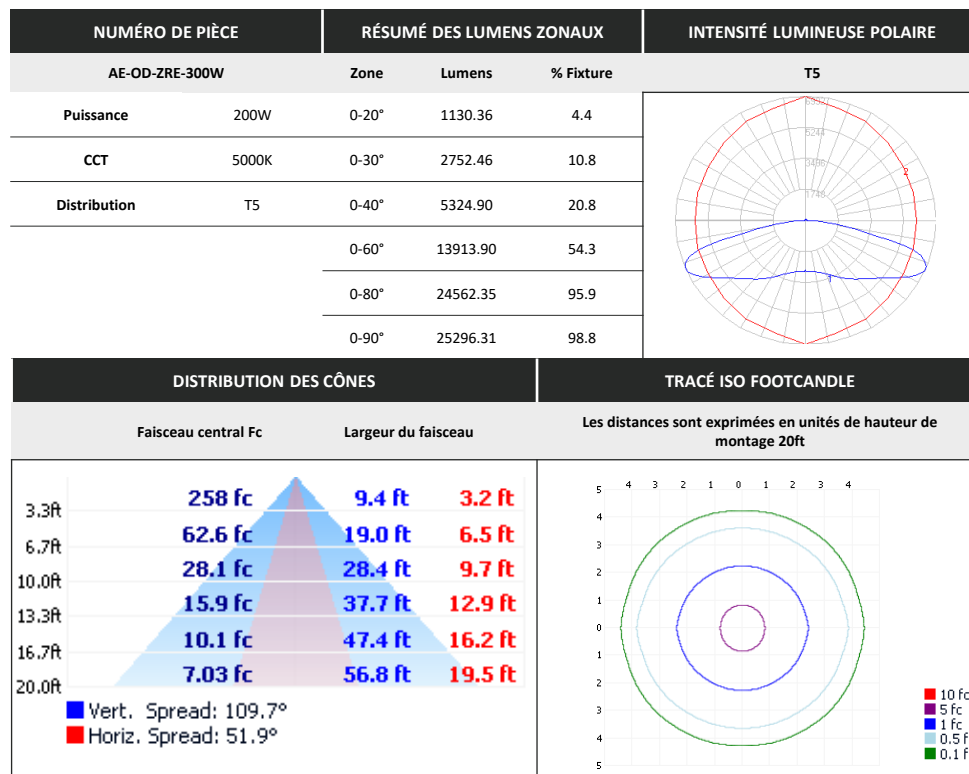 NUMÉRO DE PIÈCE
RÉSUMÉ DES LUMENS ZONAUX
INTENSITÉ LUMINEUSE POLAIRE
AE-OD-ZRE-300W
Zone Lumens % Fixture
T5
Puissance 200W
0-20° 1130.36 4.4
CCT 5000K
0-30° 2752.46 10.8
Distribution T5
0-40° 5324.90 20.8
0-60° 13913.90 54.3
0-80° 24562.35 95.9
0-90° 25296.31 98.8
5244
3496
1748
2
1
DISTRIBUTION DES CÔNES
TRACÉ ISO FOOTCANDLE
Faisceau central Fc Largeur du faisceau
Les distances sont exprimées en unités de hauteur de
montage 20ft
3.3ft 258 fc 9.4 ft 3.2 ft
6.7ft 62.6 fc 19.0 ft 6.5 ft
10.0ft 28.1 fc 28.4 ft 9.7 ft
13.3ft 15.9 fc 37.7 ft 12.9 ft
16.7ft 10.1 fc 47.4 ft 16.2 ft
20.0ft 7.03 fc 56.8 ft 19.5 ft
Vert. Spread: 109.7°
Horiz. Spread: 51.9°
5 4 3 2 1 0 1 2 3 4
4
3
2
1
0
1
2
3
4
5
10 fc
5 fc
1 fc
0.5 f
0.1 f